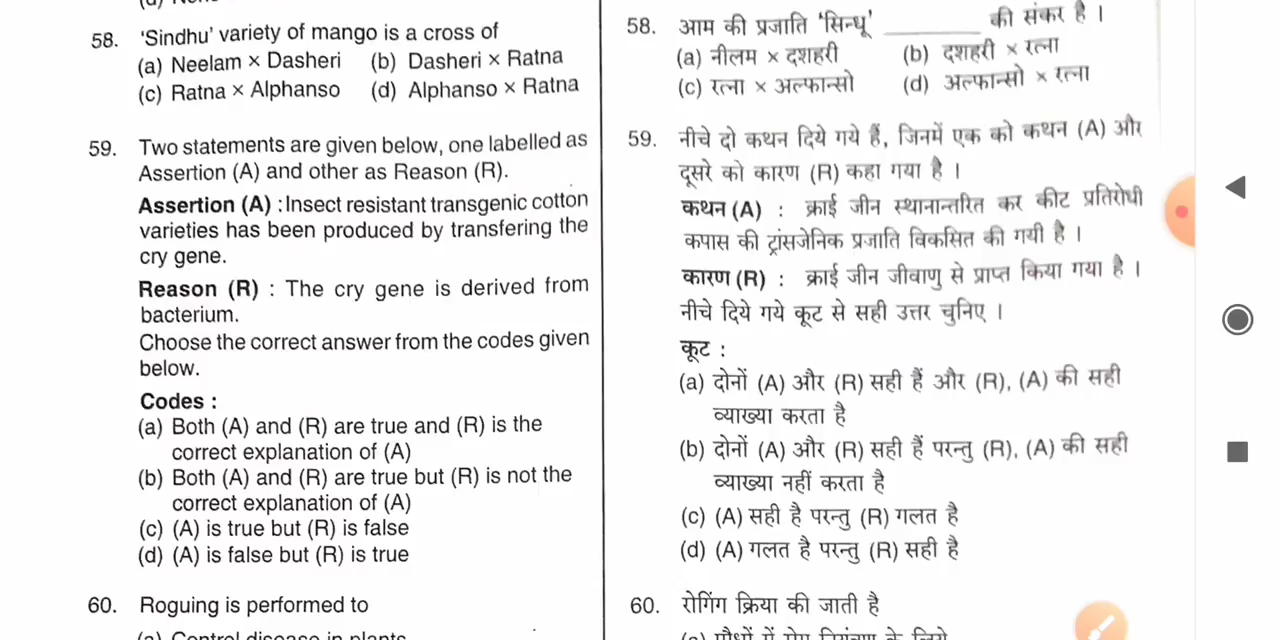 58. 'Sindhu' variety of mango is a cross of
(a) Neelam × Dasheri (b) Dasheri × Ratna
(c) Ratna × Alphanso (d) Alphanso × Ratna
59. Two statements are given below, one labelled as
Assertion (A) and other as Reason (R).
Assertion (A) : Insect resistant transgenic cotton
varieties has been produced by transfering the
cry gene.
Reason (R) : The cry gene is derived from
bacterium.
Choose the correct answer from the codes given
below.
Codes :
(a) Both (A) and (R) are true and (R) is the
correct explanation of (A)
(b) Both (A) and (R) are true but (R) is not the
correct explanation of (A)
(c) (A) is true but (R) is false
(d) (A) is false but (R) is true
60. Roguing is performed to
(a) Control disease in plants
58. आम की प्रजाति 'सिन्धू' ________ की संकर है ।
(a) नीलम × दशहरी (b) दशहरी × रत्ना
(c) रत्ना × अल्फान्सो (d) अल्फान्सो × रत्ना
59. नीचे दो कथन दिये गये हैं, जिनमें एक को कथन (A) और
दूसरे को कारण (R) कहा गया है ।
कथन (A) : क्राई जीन स्थानान्तरित कर कीट प्रतिरोधी
कपास की ट्रांसजेनिक प्रजाति विकसित की गयी है ।
कारण (R) : क्राई जीन जीवाणु से प्राप्त किया गया है ।
नीचे दिये गये कूट से सही उत्तर चुनिए ।
कूट :
(a) दोनों (A) और (R) सही हैं और (R), (A) की सही
व्याख्या करता है
(b) दोनों (A) और (R) सही हैं परन्तु (R), (A) की सही
व्याख्या नहीं करता है
(c) (A) सही है परन्तु (R) गलत है
(d) (A) गलत है परन्तु (R) सही है
60. रोगिंग क्रिया की जाती है